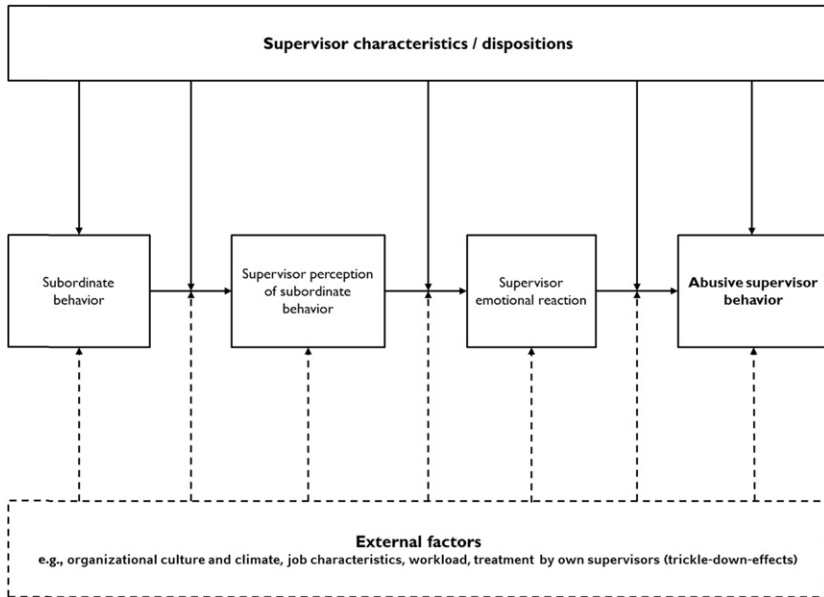 Supervisor characteristics / dispositions
Subordinate
behavior
Supervisor perception
of subordinate
behavior
Supervisor
emotional reaction
Abusive supervisor
behavior
External factors
e.g., organizational culture and climate, job characteristics, workload, treatment by own supervisors (trickle-down-effects)